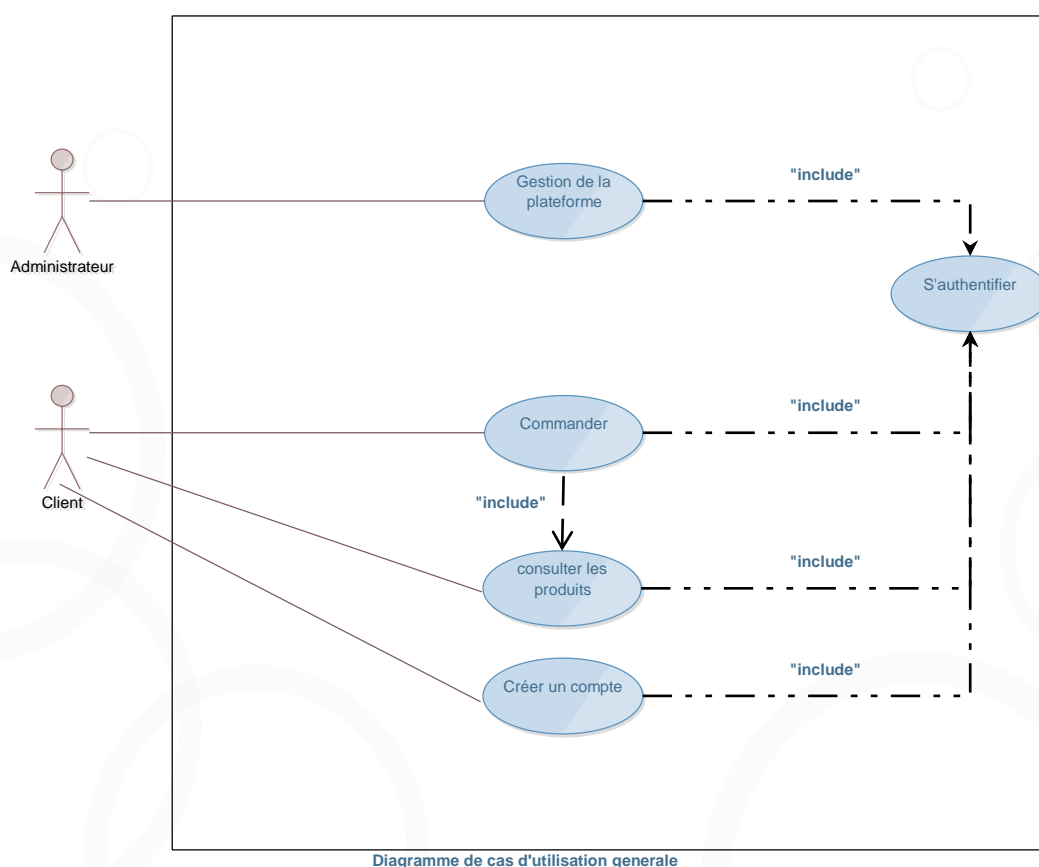 Gestion de la
plateforme
"include"
Administrateur
S'authentifier
Commander
"include"
Client
"include"
consulter les
produits
"include"
Créer un compte
"include"
Diagramme de cas d'utilisation generale